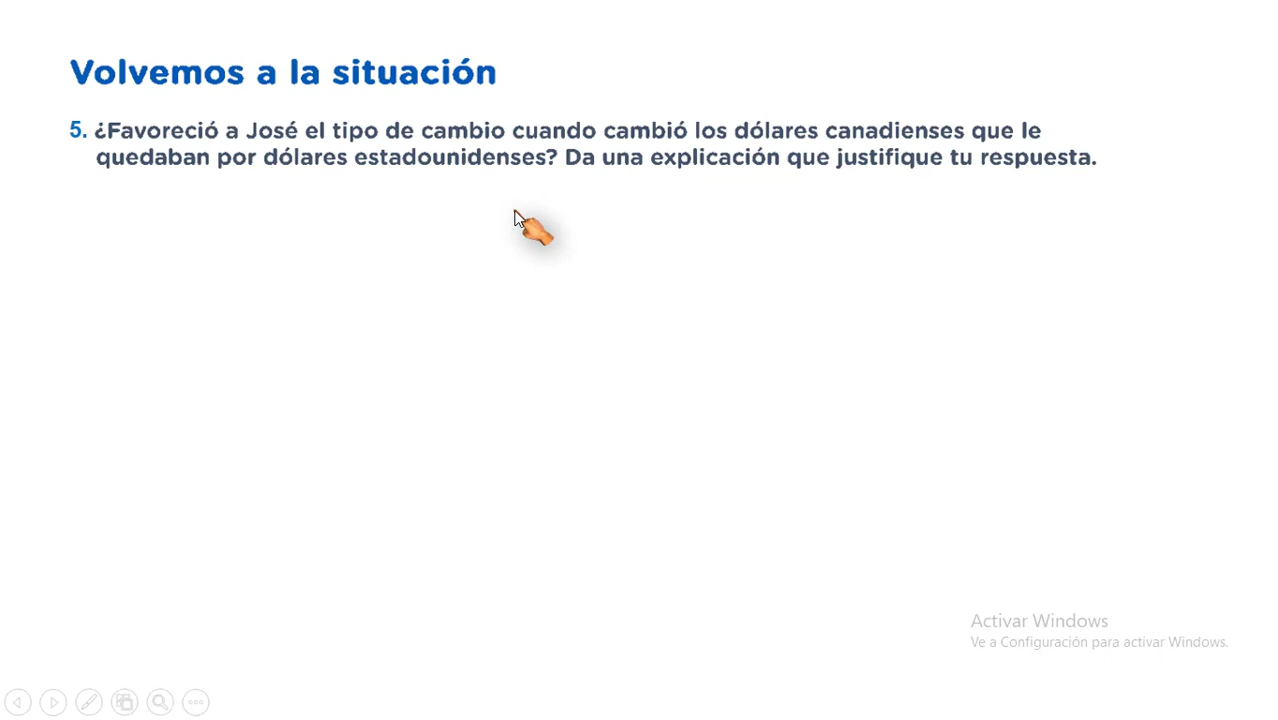 Volvemos a la situación
5. ¿Favoreció a José el tipo de cambio cuando cambió los dólares canadienses que le
quedaban por dólares estadounidenses? Da una explicación que justifique tu respuesta.
Activar Windows
Ve a Configuración para activar Windows.